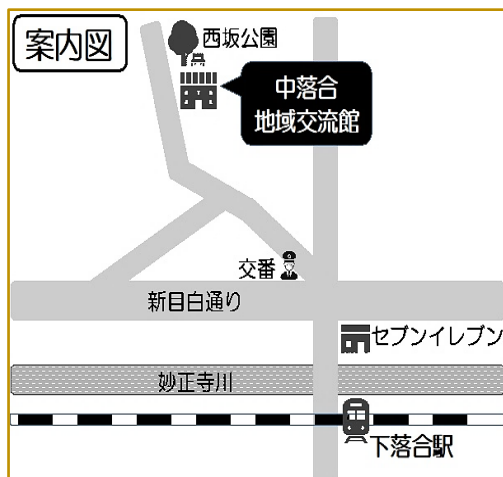 案内図
西坂公園
中落合
地域交流館
交番
新目白通り
セブンイレブン
妙正寺川
下落合駅